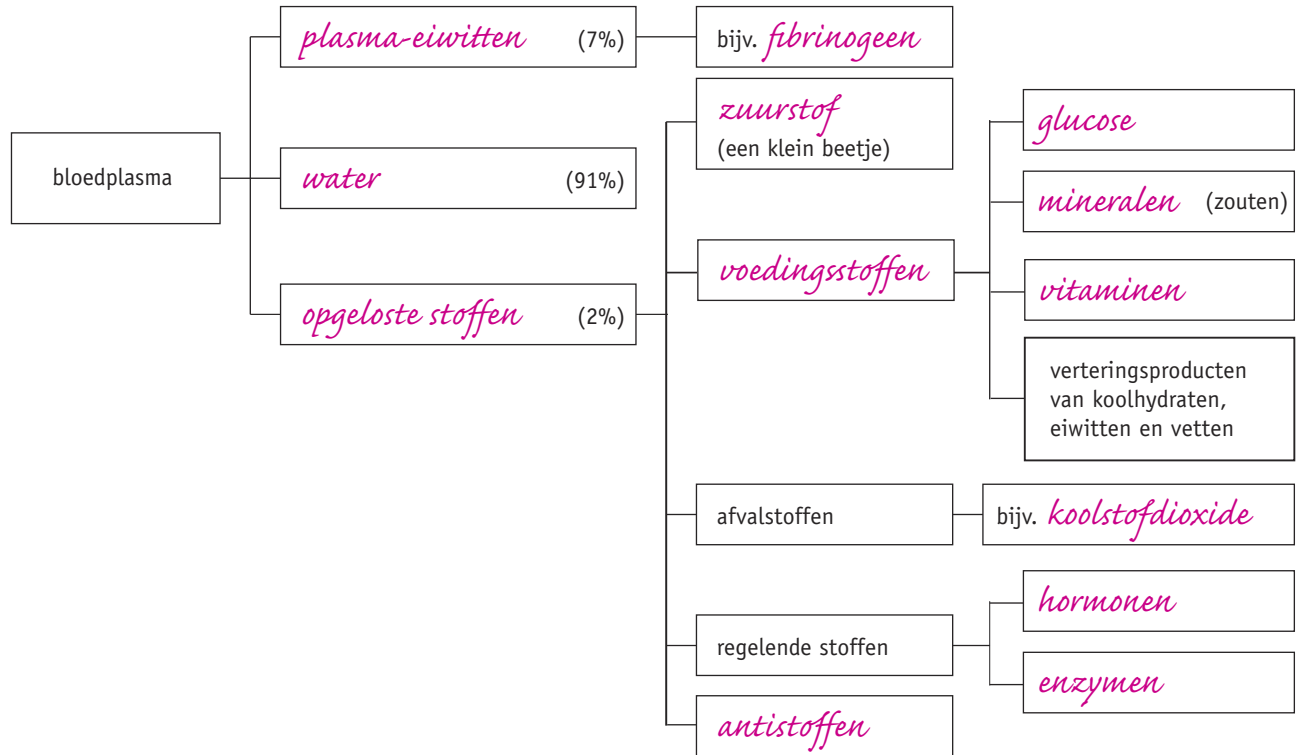 plasma-eiwitten (7%)
bijv. fibrinogeen
zuurstof
(een klein beetje)
glucose
bloedplasma
water (91%)
mineralen (zouten)
voedingsstoffen
vitaminen
opgeloste stoffen (2%)
verteringsproducten
van koolhydraten,
eiwitten en vetten
afvalstoffen
bijv. koolstofdioxide
hormonen
regelende stoffen
enzymen
antistoffen